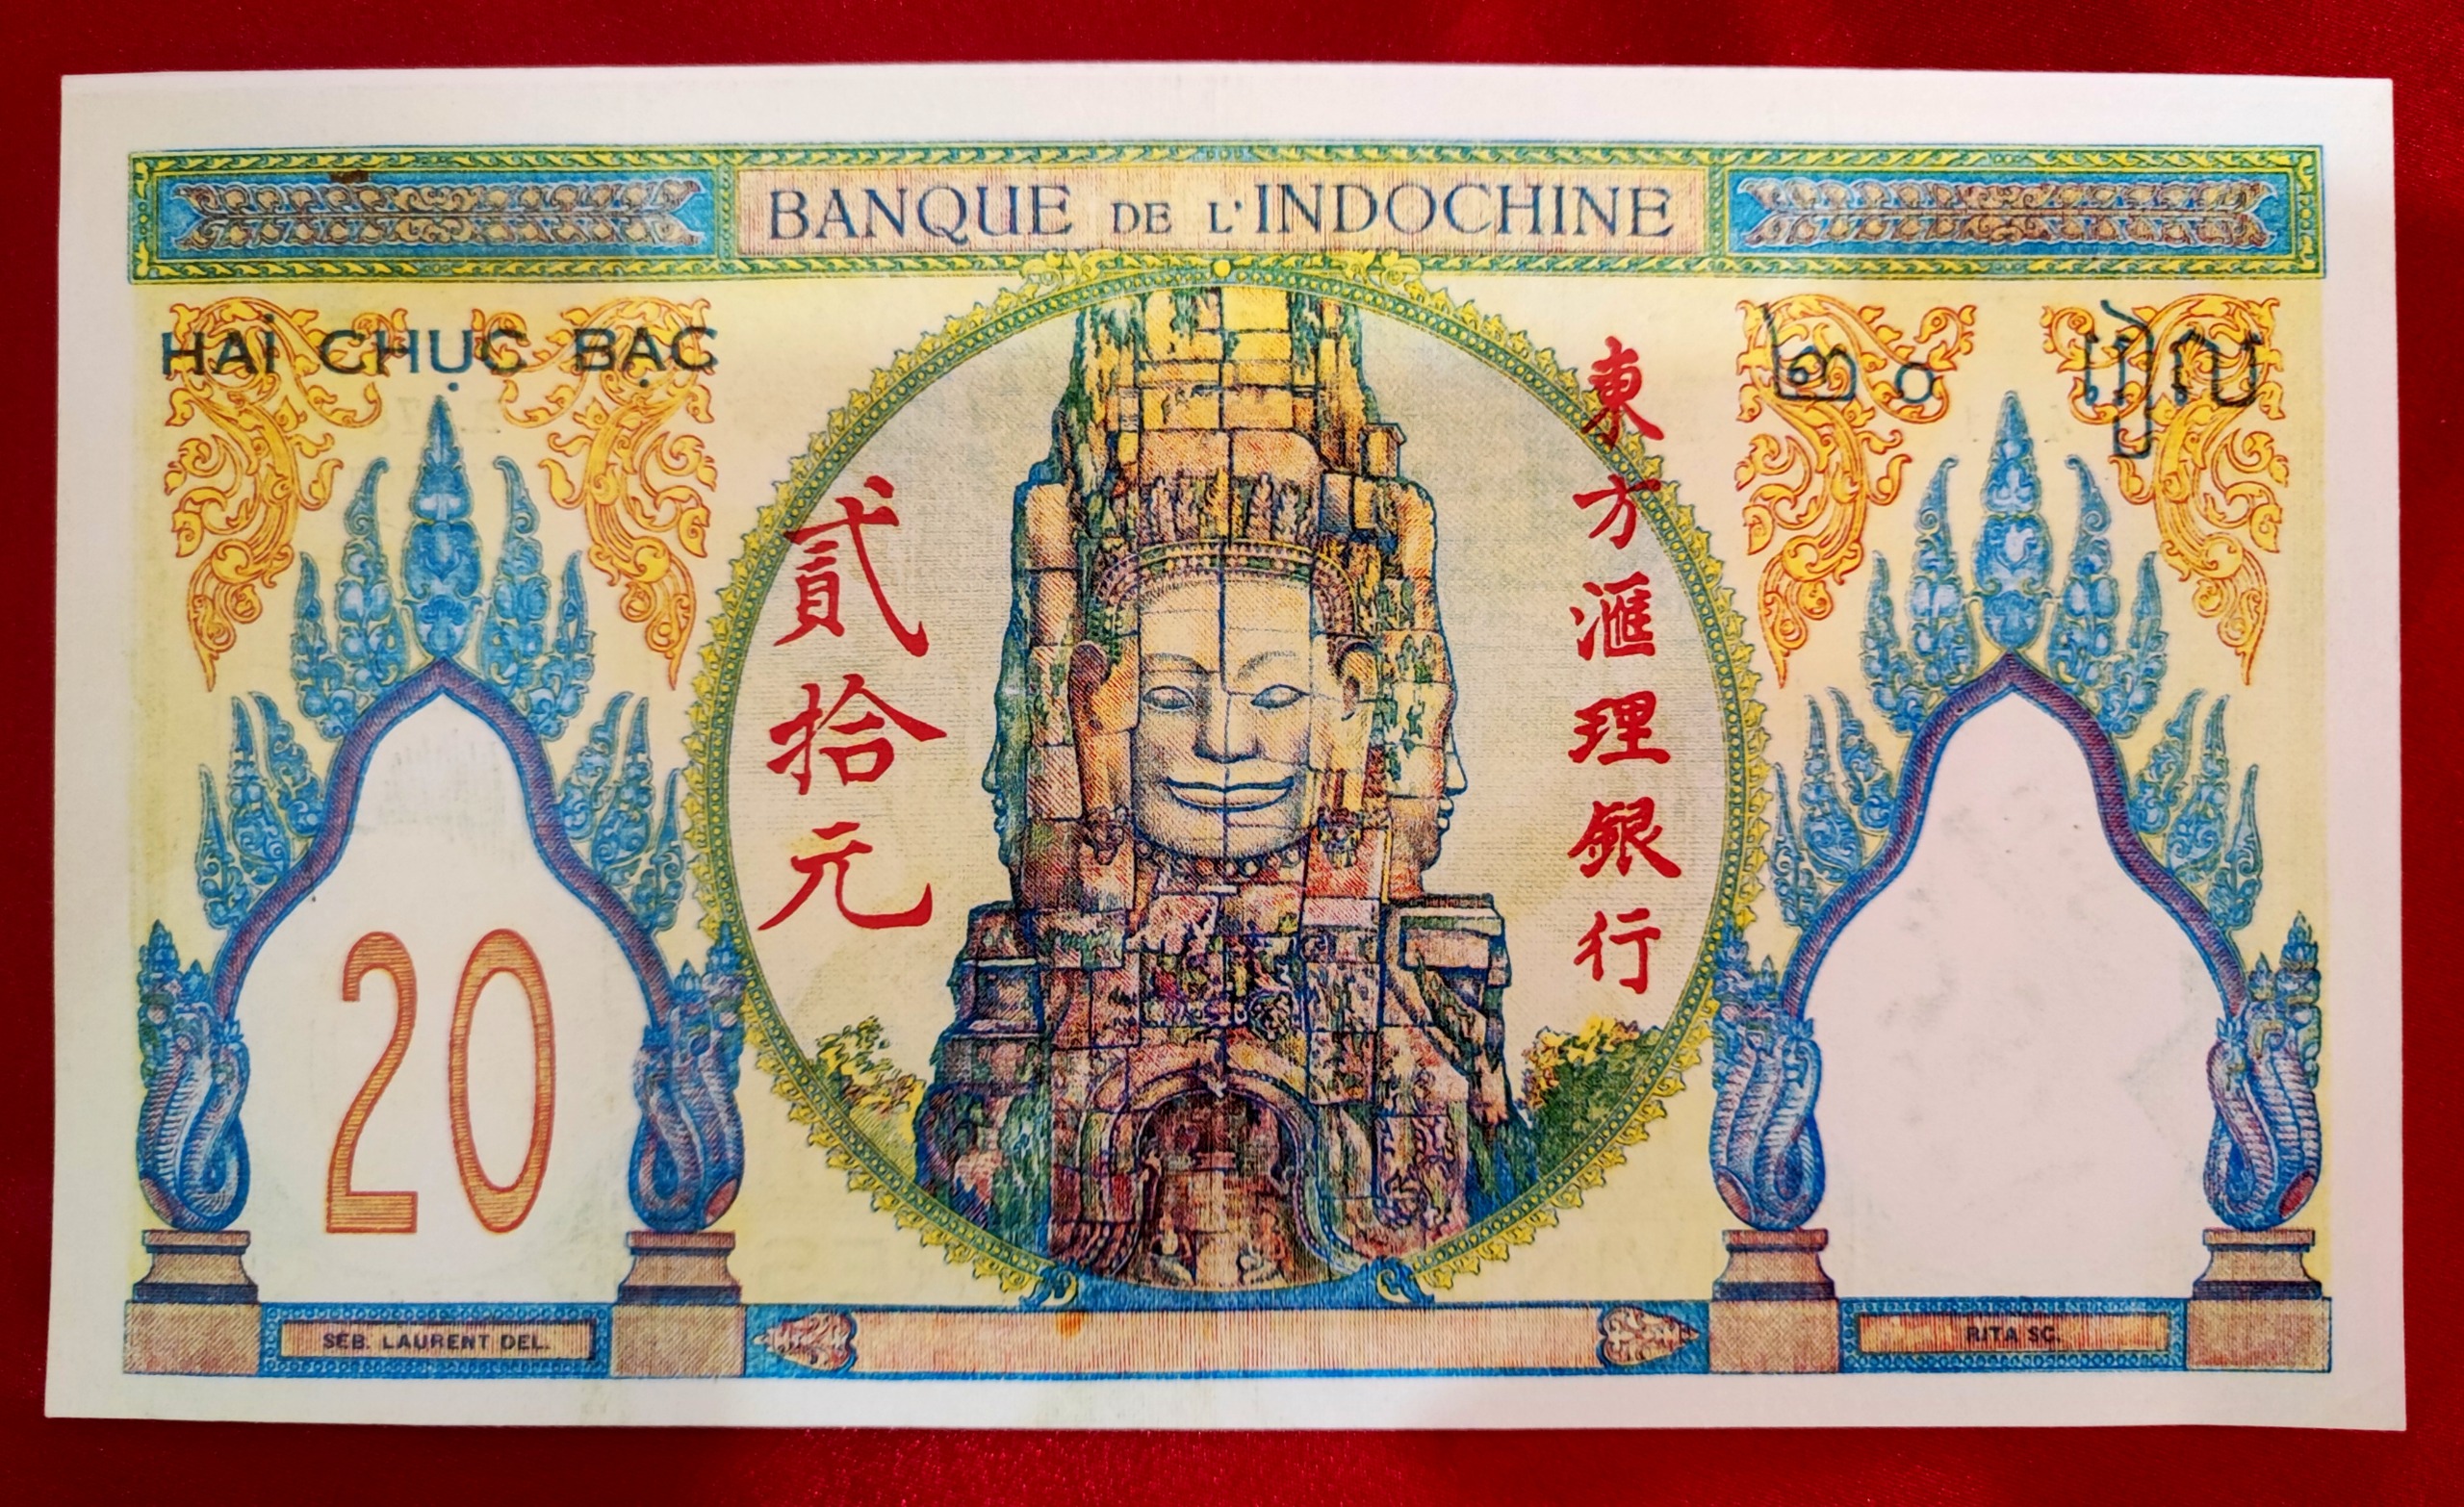 BANQUE DE L'INDOCHINE
HAI CHỤC BẠC
២០ រៀល
貳拾元
東方滙理銀行
20
SEB. LAURENT DEL.
RITA SC.